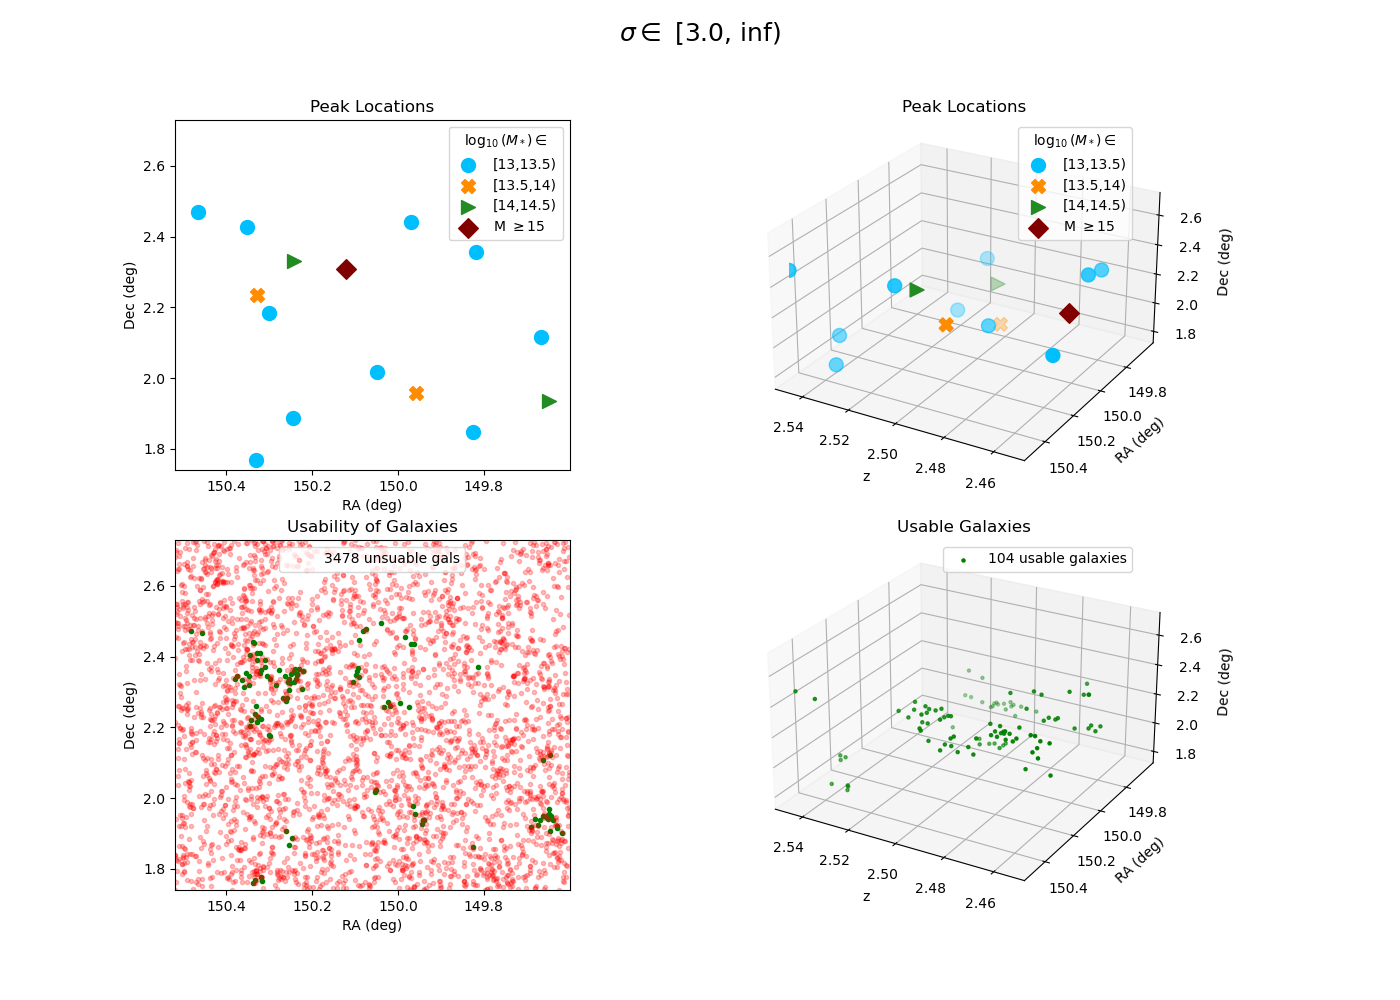 σ ∈ [3.0, inf)
Peak Locations
log₁₀(M*) ∈
[13,13.5)
[13.5,14)
[14,14.5)
M ≥15
2.6
2.4
2.2
2.0
1.8
Dec (deg)
150.4 150.2 150.0 149.8
RA (deg)
Peak Locations
log₁₀(M*) ∈
[13,13.5)
[13.5,14)
[14,14.5)
M ≥15
2.6
2.4
2.2
2.0
1.8
Dec (deg)
149.8
150.0
150.2
150.4
RA (deg)
2.54
2.52
2.50
2.48
2.46
z
Usability of Galaxies
3478 unsuable gals
2.6
2.4
2.2
2.0
1.8
Dec (deg)
150.4 150.2 150.0 149.8
RA (deg)
Usable Galaxies
104 usable galaxies
2.6
2.4
2.2
2.0
1.8
Dec (deg)
149.8
150.0
150.2
150.4
RA (deg)
2.54
2.52
2.50
2.48
2.46
z